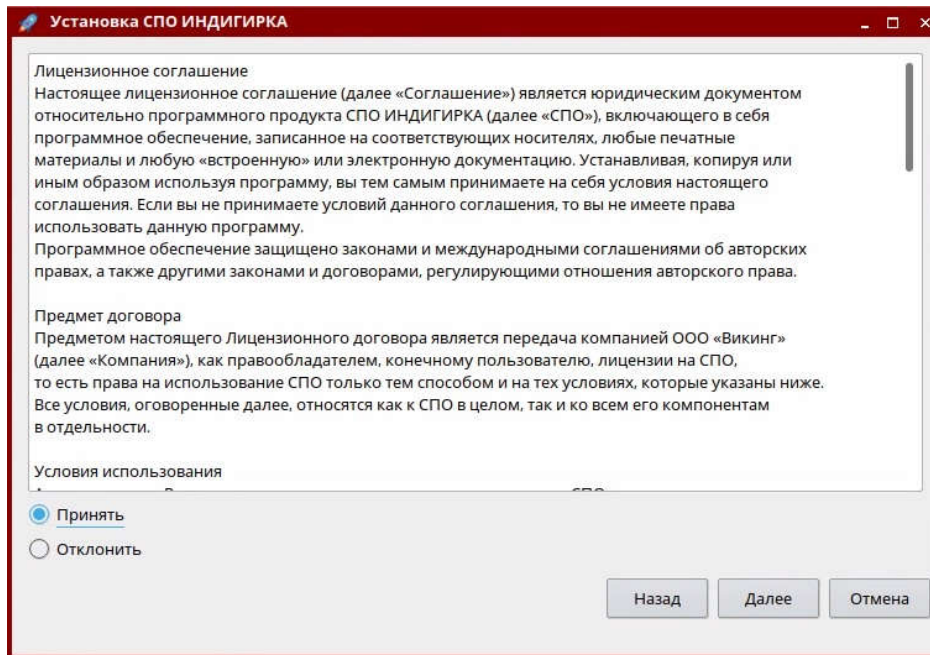 Установка СПО ИНДИГИРКА
Лицензионное соглашение
Настоящее лицензионное соглашение (далее «Соглашение») является юридическим документом
относительно программного продукта СПО ИНДИГИРКА (далее «СПО»), включающего в себя
программное обеспечение, записанное на соответствующих носителях, любые печатные
материалы и любую «встроенную» или электронную документацию. Устанавливая, копируя или
иным образом используя программу, вы тем самым принимаете на себя условия настоящего
соглашения. Если вы не принимаете условий данного соглашения, то вы не имеете права
использовать данную программу.
Программное обеспечение защищено законами и международными соглашениями об авторских
правах, а также другими законами и договорами, регулирующими отношения авторского права.
Предмет договора
Предметом настоящего Лицензионного договора является передача компанией ООО «Викинг»
(далее «Компания»), как правообладателем, конечному пользователю, лицензии на СПО,
то есть права на использование СПО только тем способом и на тех условиях, которые указаны ниже.
Все условия, оговоренные далее, относятся как к СПО в целом, так и ко всем его компонентам
в отдельности.
Условия использования
Принять
Отклонить
Назад
Далее
Отмена